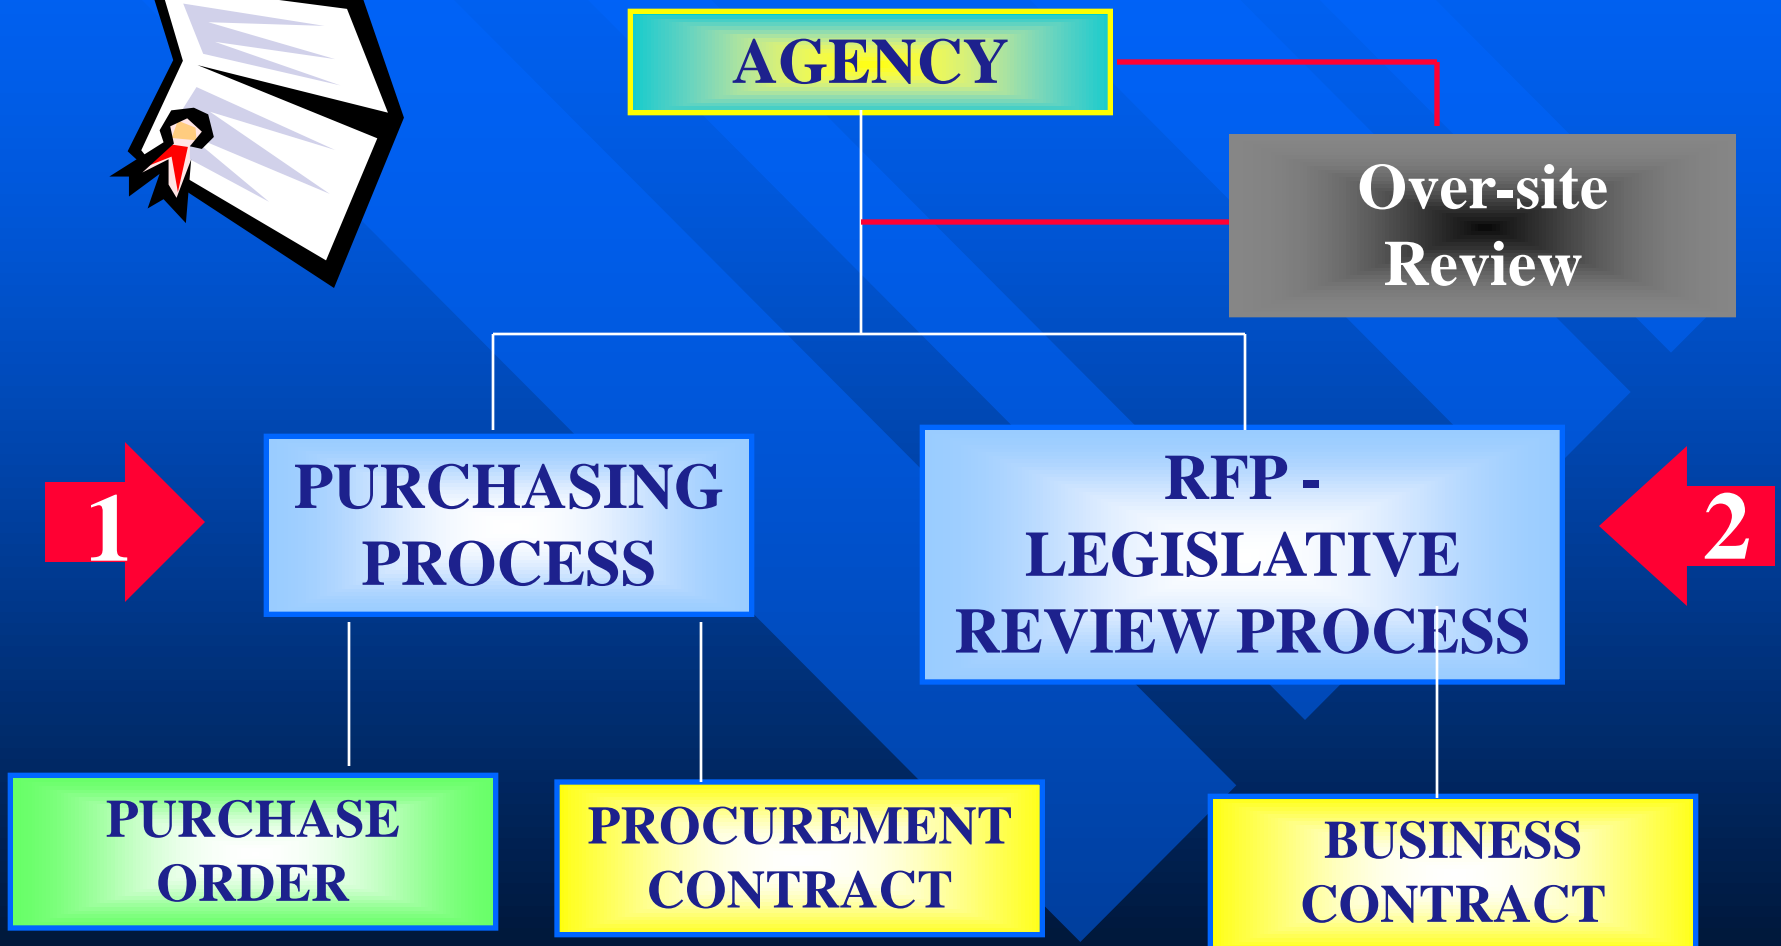 AGENCY
Over-site
Review
1
PURCHASING
PROCESS
RFP -
LEGISLATIVE
REVIEW PROCESS
2
PURCHASE
ORDER
PROCUREMENT
CONTRACT
BUSINESS
CONTRACT